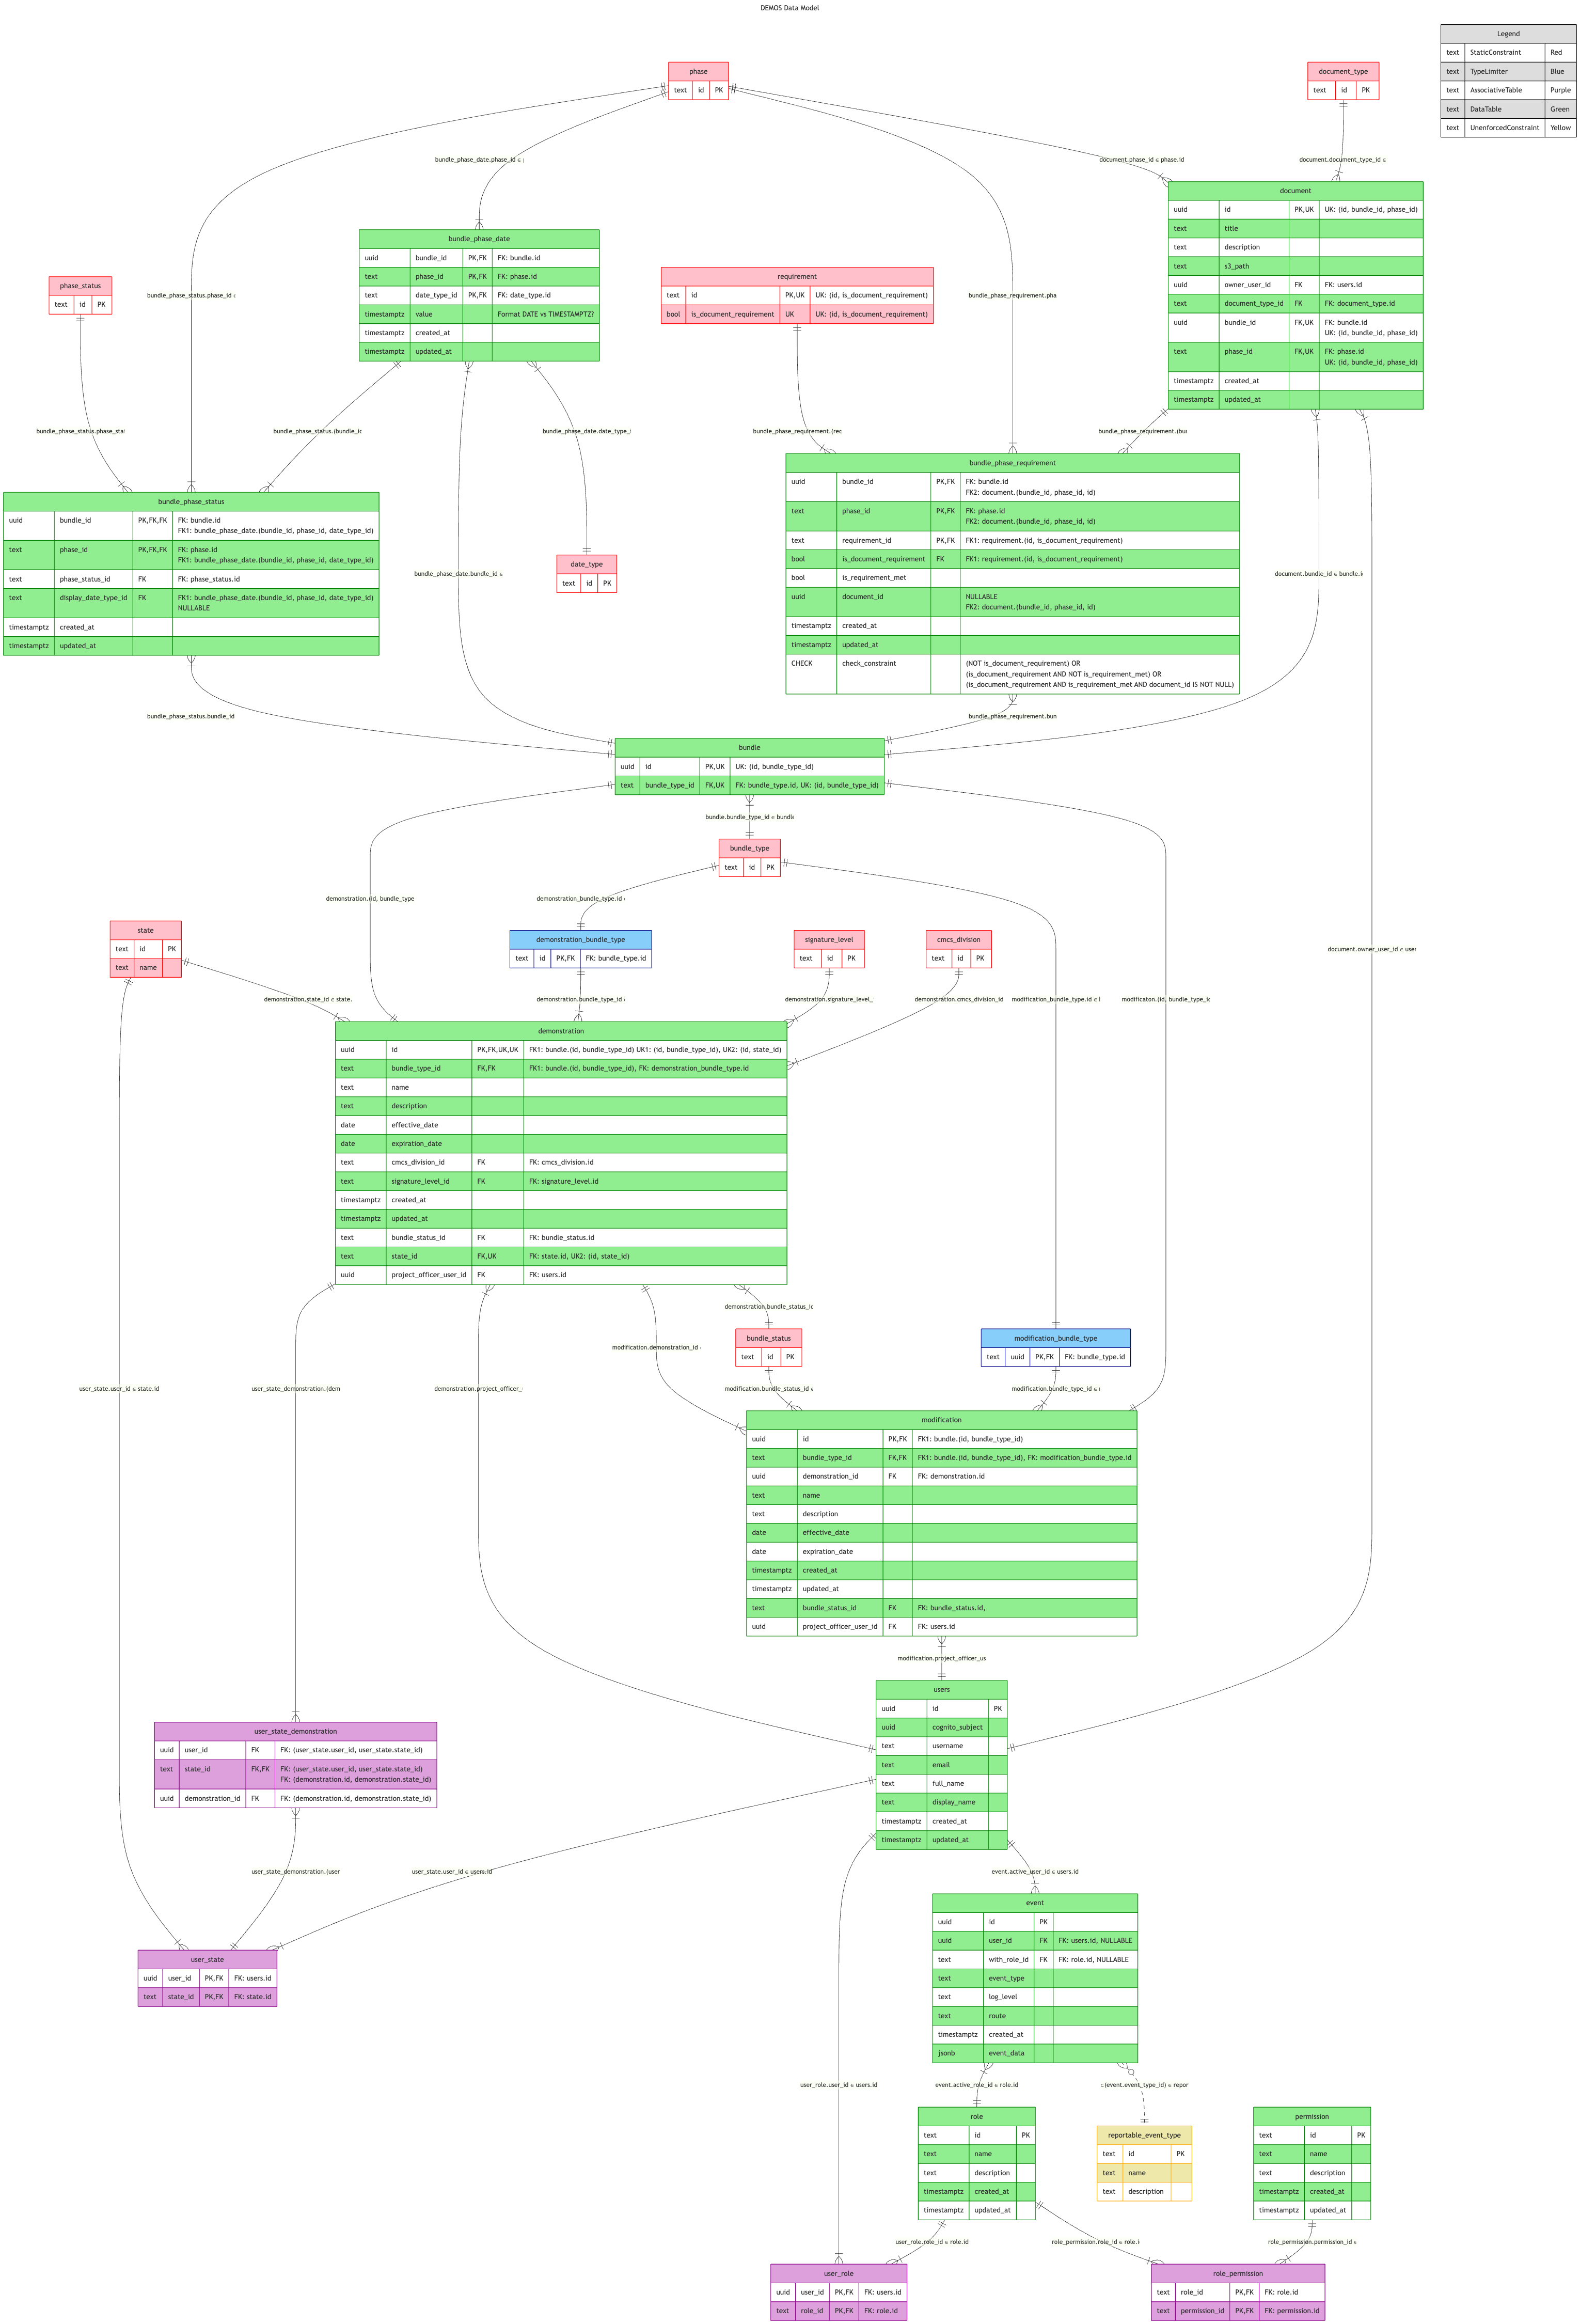 DEMOS Data Model
Legend
text StaticConstraint Red
text TypeLimiter Blue
text AssociativeTable Purple
text DataTable Green
text UnenforcedConstraint Yellow
phase
text id PK
document_type
text id PK
bundle_phase_date.phase_id ∈ 
document.phase_id ∈ phase.id
document.document_type_id ∈
document
uuid id PK,UK UK: (id, bundle_id, phase_id)
text title
text description
text s3_path
uuid owner_user_id FK FK: users.id
text document_type_id FK FK: document_type.id
uuid bundle_id FK,UK FK: bundle.id
UK: (id, bundle_id, phase_id)
text phase_id FK,UK FK: phase.id
UK: (id, bundle_id, phase_id)
timestamptz created_at
timestamptz updated_at
bundle_phase_date
uuid bundle_id PK,FK FK: bundle.id
text phase_id PK,FK FK: phase.id
text date_type_id PK,FK FK: date_type.id
timestamptz value Format DATE vs TIMESTAMPTZ?
timestamptz created_at
timestamptz updated_at
phase_status
text id PK
requirement
text id PK,UK UK: (id, is_document_requirement)
bool is_document_requirement UK UK: (id, is_document_requirement)
bundle_phase_status.phase_id ∈
bundle_phase_requirement.pha
bundle_phase_status.phase_stat
bundle_phase_status.(bundle_id
bundle_phase_date.date_type_i
bundle_phase_requirement.(rec
bundle_phase_requirement.(bun
bundle_phase_status
uuid bundle_id PK,FK,FK FK: bundle.id
FK1: bundle_phase_date.(bundle_id, phase_id, date_type_id)
text phase_id PK,FK,FK FK: phase.id
FK1: bundle_phase_date.(bundle_id, phase_id, date_type_id)
text phase_status_id FK FK: phase_status.id
text display_date_type_id FK FK1: bundle_phase_date.(bundle_id, phase_id, date_type_id)
NULLABLE
timestamptz created_at
timestamptz updated_at
bundle_phase_requirement
uuid bundle_id PK,FK FK: bundle.id
FK2: document.(bundle_id, phase_id, id)
text phase_id PK,FK FK: phase.id
FK2: document.(bundle_id, phase_id, id)
text requirement_id PK,FK FK1: requirement.(id, is_document_requirement)
bool is_document_requirement FK FK1: requirement.(id, is_document_requirement)
bool is_requirement_met
uuid document_id NULLABLE
FK2: document.(bundle_id, phase_id, id)
timestamptz created_at
timestamptz updated_at
CHECK check_constraint (NOT is_document_requirement) OR
(is_document_requirement AND NOT is_requirement_met) OR
(is_document_requirement AND is_requirement_met AND document_id IS NOT NULL)
date_type
text id PK
bundle_phase_date.bundle_id ∈
document.bundle_id ∈ bundle.i
bundle_phase_status.bundle_id
bundle_phase_requirement.bun
bundle
uuid id PK,UK UK: (id, bundle_type_id)
text bundle_type_id FK,UK FK: bundle_type.id, UK: (id, bundle_type_id)
bundle.bundle_type_id ∈ bundle
bundle_type
text id PK
demonstration.(id, bundle_type
demonstration_bundle_type.id ∈
state
text id PK
text name
demonstration_bundle_type
text id PK,FK FK: bundle_type.id
signature_level
text id PK
cmcs_division
text id PK
document.owner_user_id ∈ user
demonstration.state_id ∈ state.
demonstration.bundle_type_id ∈
demonstration.signature_level_
demonstration.cmcs_division_id
modification_bundle_type.id ∈ l
modificaton.(id, bundle_type_ic
demonstration
uuid id PK,FK,UK,UK FK1: bundle.(id, bundle_type_id) UK1: (id, bundle_type_id), UK2: (id, state_id)
text bundle_type_id FK,FK FK1: bundle.(id, bundle_type_id), FK: demonstration_bundle_type.id
text name
text description
date effective_date
date expiration_date
text cmcs_division_id FK FK: cmcs_division.id
text signature_level_id FK FK: signature_level.id
timestamptz created_at
timestamptz updated_at
text bundle_status_id FK FK: bundle_status.id
text state_id FK,UK FK: state.id, UK2: (id, state_id)
uuid project_officer_user_id FK FK: users.id
demonstration.bundle_status_id
bundle_status
text id PK
modification_bundle_type
text uuid PK,FK FK: bundle_type.id
modification.demonstration_id
user_state.user_id ∈ state.id
user_state_demonstration.(dem
demonstration.project_officer_
modification.bundle_status_id ∈
modification.bundle_type_id ∈
modification
uuid id PK,FK FK1: bundle.(id, bundle_type_id)
text bundle_type_id FK,FK FK1: bundle.(id, bundle_type_id), FK: modification_bundle_type.id
uuid demonstration_id FK FK: demonstration.id
text name
text description
date effective_date
date expiration_date
timestamptz created_at
timestamptz updated_at
text bundle_status_id FK FK: bundle_status.id,
uuid project_officer_user_id FK FK: users.id
modification.project_officer_us
users
uuid id PK
uuid cognito_subject
text username
text email
text full_name
text display_name
timestamptz created_at
timestamptz updated_at
user_state_demonstration
uuid user_id FK FK: (user_state.user_id, user_state.state_id)
text state_id FK,FK FK: (user_state.user_id, user_state.state_id)
FK: (demonstration.id, demonstration.state_id)
uuid demonstration_id FK FK: (demonstration.id, demonstration.state_id)
user_state_demonstration.(user
user_state.user_id ∈ users.id
event.active_user_id ∈ users.id
event
uuid id PK
uuid user_id FK FK: users.id, NULLABLE
text with_role_id FK FK: role.id, NULLABLE
text event_type
text log_level
text route
timestamptz created_at
jsonb event_data
user_state
uuid user_id PK,FK FK: users.id
text state_id PK,FK FK: state.id
user_role.user_id ∈ users.id
event.active_role_id ∈ role.id
⊂(event.event_type_id) ∈ repor
role
text id PK
text name
text description
timestamptz created_at
timestamptz updated_at
reportable_event_type
text id PK
text name
text description
permission
text id PK
text name
text description
timestamptz created_at
timestamptz updated_at
user_role.role_id ∈ role.id
role_permission.role_id ∈ role.i
role_permission.permission_id ∈
user_role
uuid user_id PK,FK FK: users.id
text role_id PK,FK FK: role.id
role_permission
text role_id PK,FK FK: role.id
text permission_id PK,FK FK: permission.id